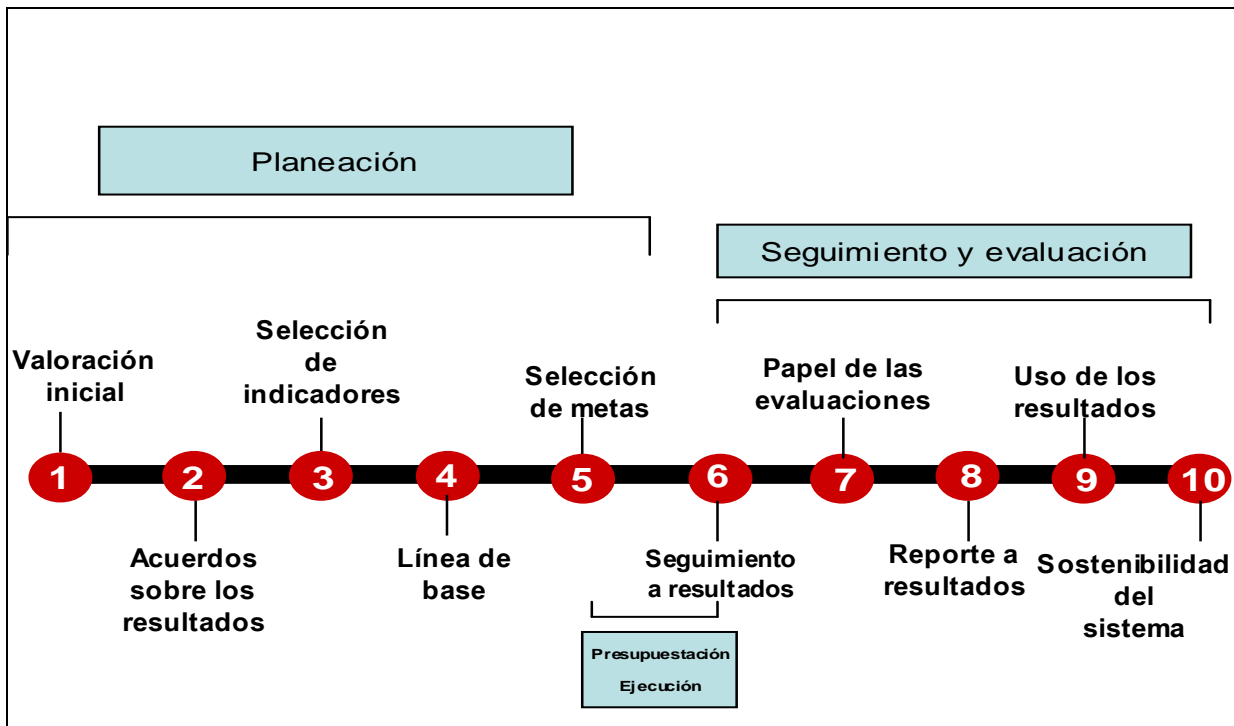 Planeación
Seguimiento y evaluación
Valoración
inicial
Selección
de
indicadores
Selección
de metas
Papel de las
evaluaciones
Uso de los
resultados
1
2
3
4
5
6
7
8
9
10
Acuerdos
sobre los
resultados
Línea de
base
Seguimiento
a resultados
Reporte a
resultados
Sostenibilidad
del
sistema
Presupuestación
Ejecución